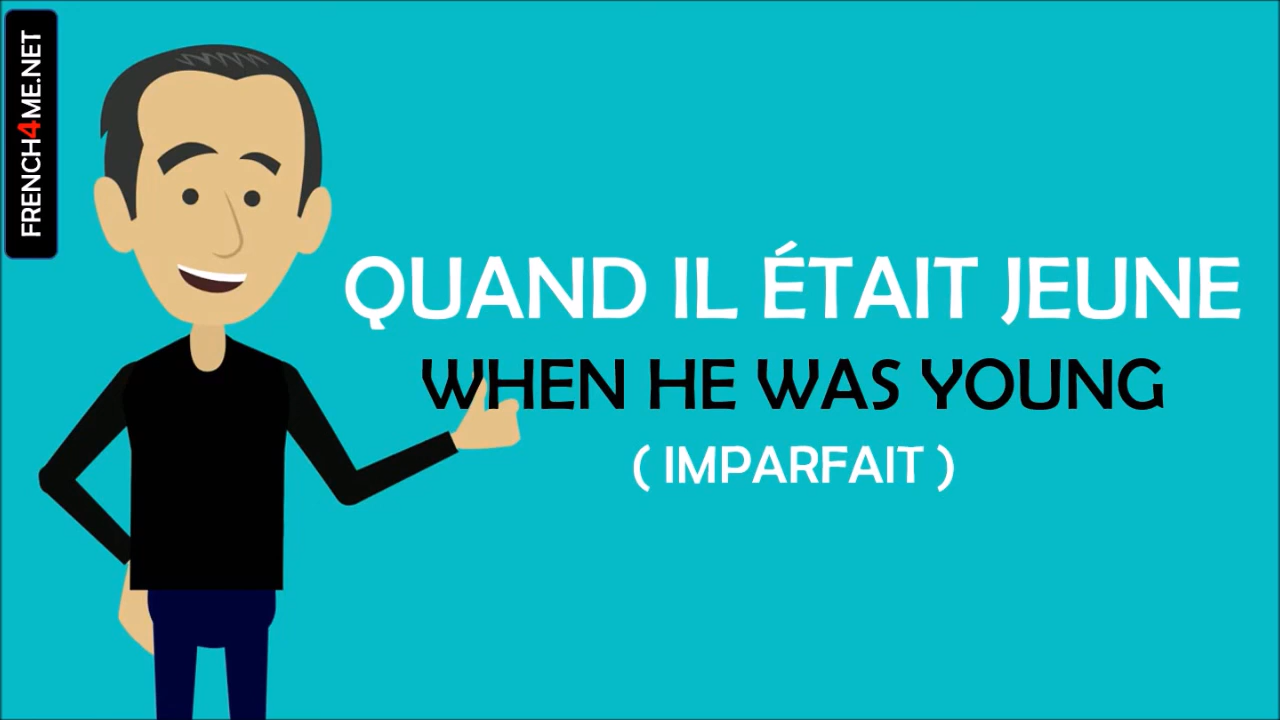 FRENCH4ME.NET
QUAND IL ÉTAIT JEUNE
WHEN HE WAS YOUNG
( IMPARFAIT )